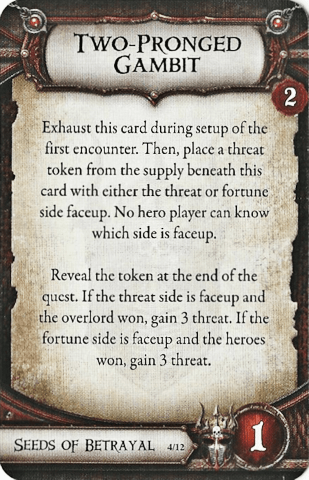 Two-Pronged
Gambit
2
Exhaust this card during setup of the
first encounter. Then, place a threat
token from the supply beneath this
card with either the threat or fortune
side faceup. No hero player can know
which side is faceup.
Reveal the token at the end of the
quest. If the threat side is faceup and
the overlord won, gain 3 threat. If the
fortune side is faceup and the heroes
won, gain 3 threat.
Seeds of Betrayal 4/12
1